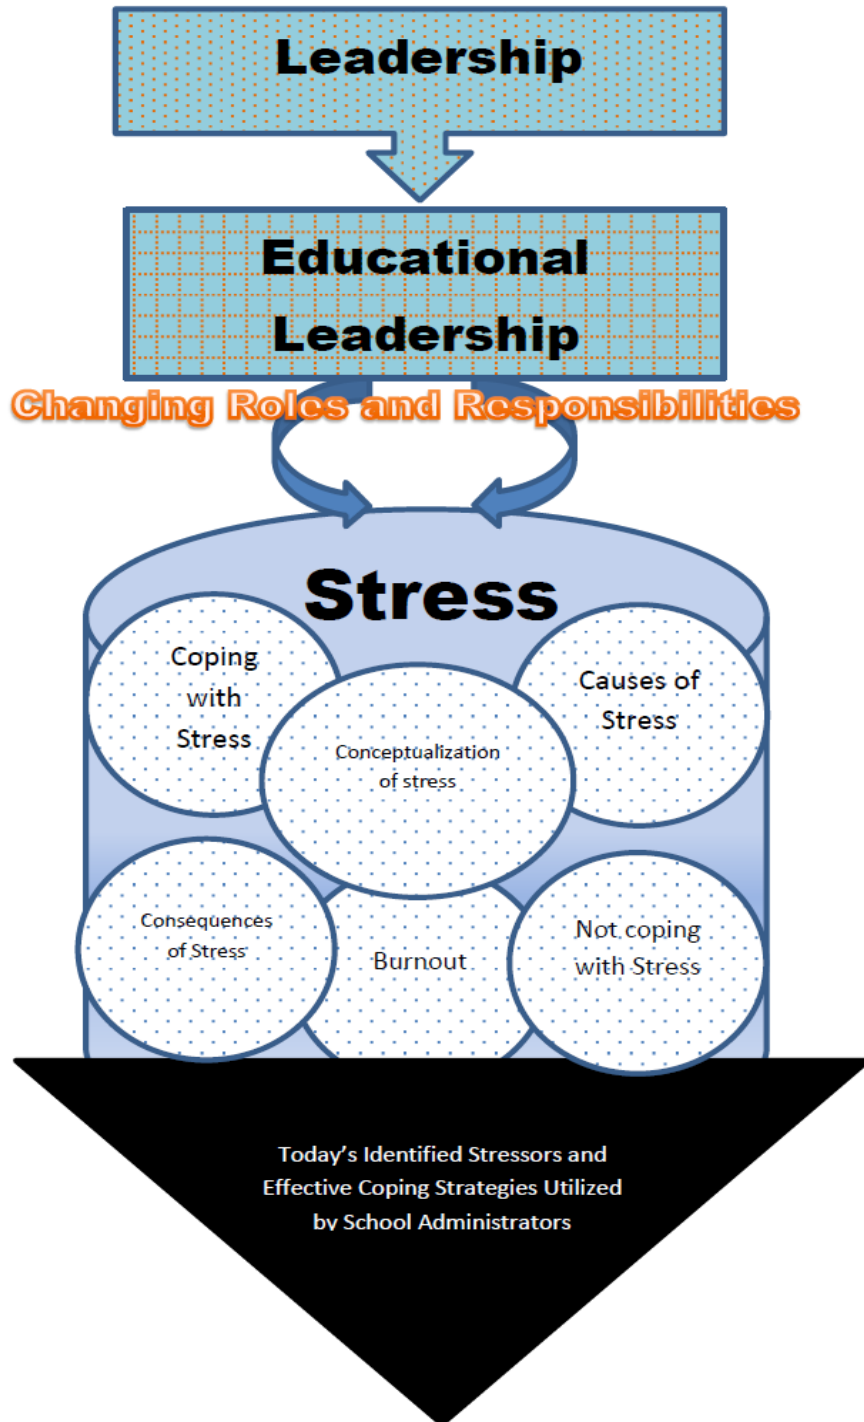 Leadership
Educational
Leadership
Changing Roles and Responsibilities
Stress
Coping
with
Stress
Causes of
Stress
Conceptualization
of stress
Consequences
of Stress
Burnout
Not coping
with Stress
Today's Identified Stressors and
Effective Coping Strategies Utilized
by School Administrators